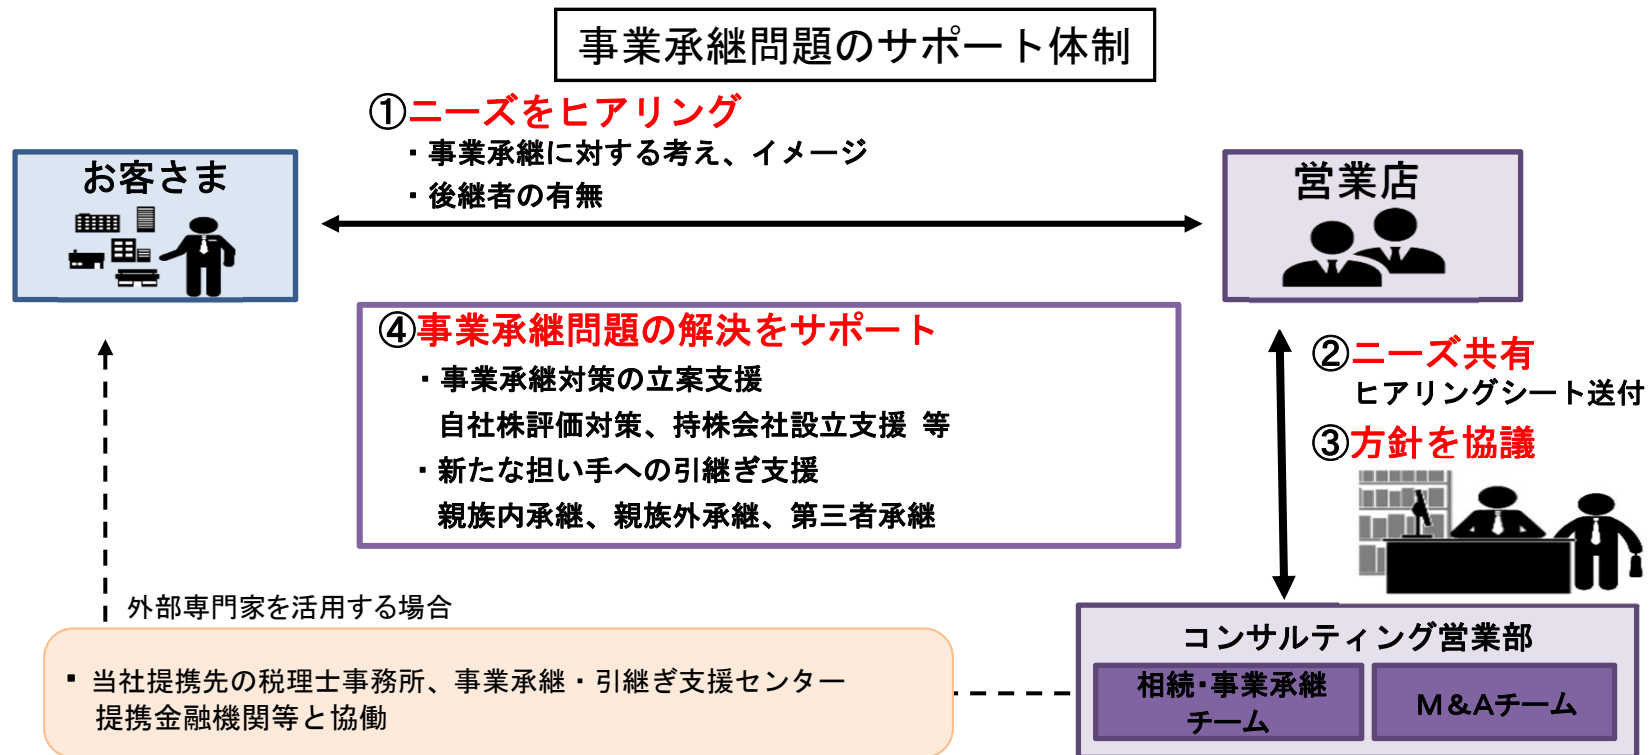 事業承継問題のサポート体制
①ニーズをヒアリング
・事業承継に対する考え、イメージ
・後継者の有無
お客さま
営業店
④事業承継問題の解決をサポート
・事業承継対策の立案支援
自社株評価対策、持株会社設立支援 等
・新たな担い手への引継ぎ支援
親族内承継、親族外承継、第三者承継
②ニーズ共有
ヒアリングシート送付
③方針を協議
外部専門家を活用する場合
▪ 当社提携先の税理士事務所、事業承継・引継ぎ支援センター
提携金融機関等と協働
コンサルティング営業部
相続・事業承継
チーム
M&Aチーム